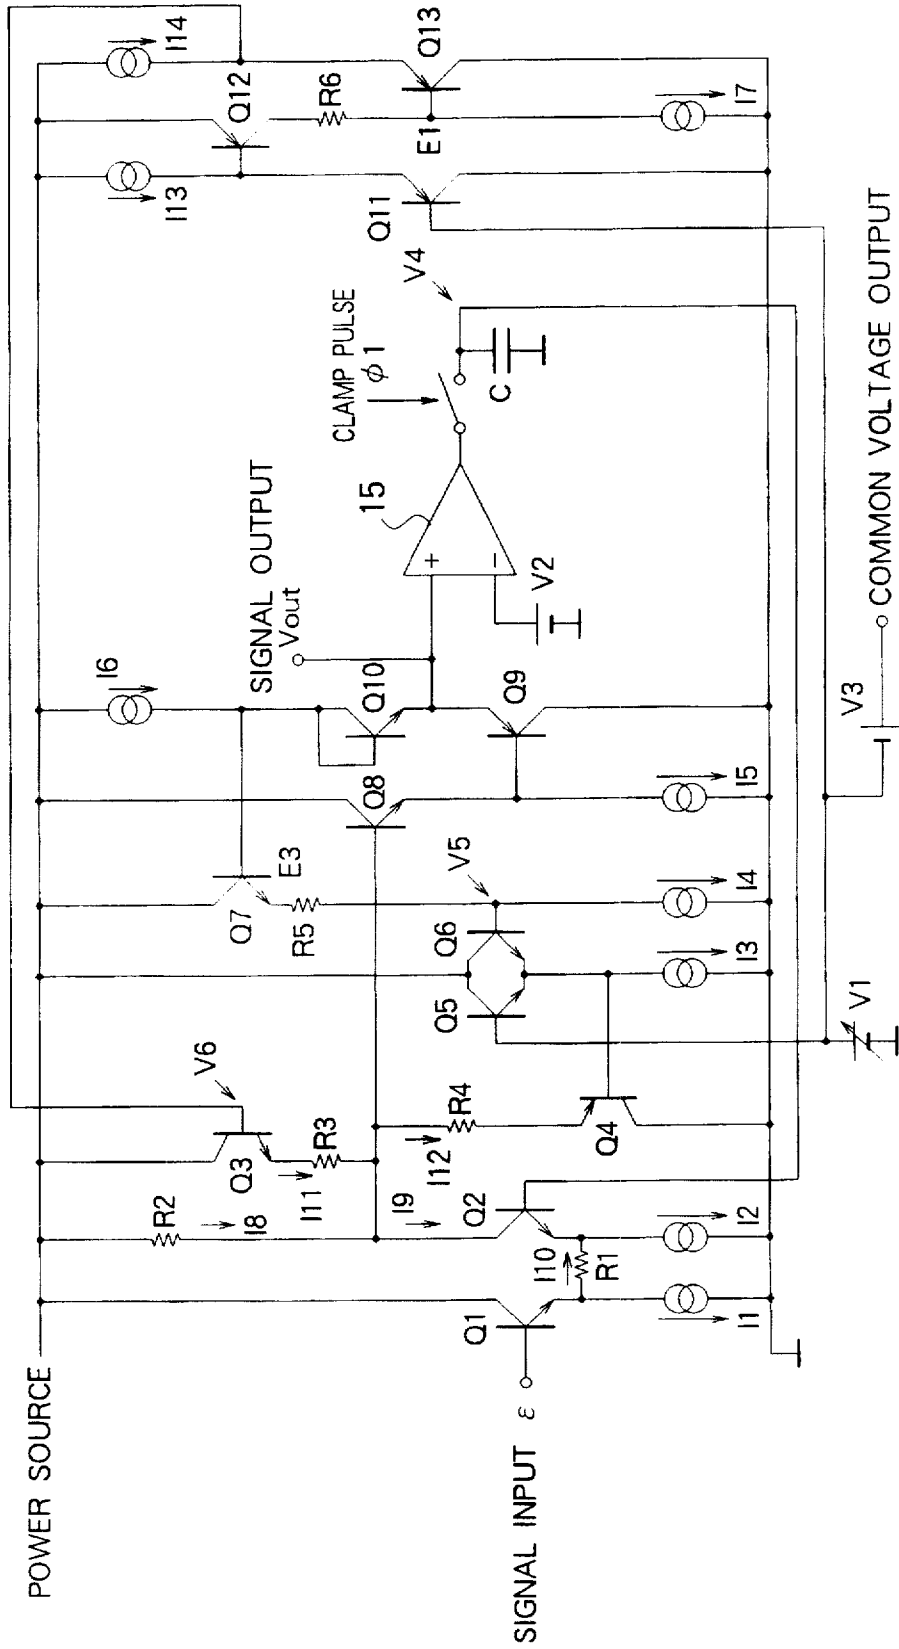 POWER SOURCE
SIGNAL INPUT ε
Q1
I10
R1
I1
I2
R2
I8
I9
Q2
Q3
V6
I11
R3
I12
R4
Q4
Q5
Q6
V5
I3
I4
Q7
E3
R5
Q8
I5
I6
Q10
Q9
SIGNAL OUTPUT
Vout
15
+
−
V2
CLAMP PULSE
ϕ1
C
V4
V1
V3
COMMON VOLTAGE OUTPUT
I13
Q11
Q12
R6
E1
I7
I14
Q13